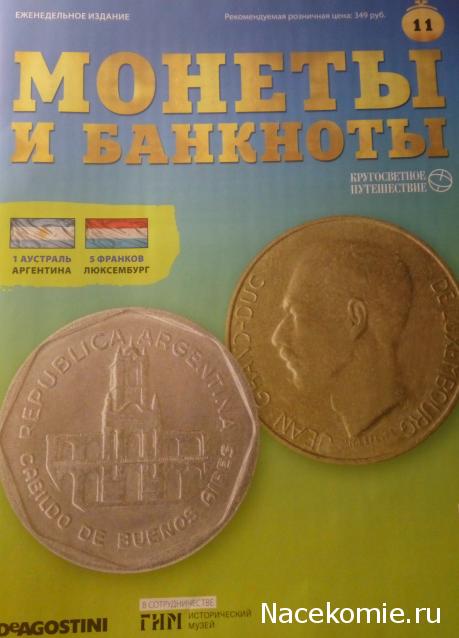 ЕЖЕНЕДЕЛЬНОЕ ИЗДАНИЕ
Рекомендуемая розничная цена: 349 руб.
11
МОНЕТЫ
И БАНКНОТЫ
КРУГОСВЕТНОЕ
ПУТЕШЕСТВИЕ
1 АУСТРАЛЬ
АРГЕНТИНА
5 ФРАНКОВ
ЛЮКСЕМБУРГ
JEAN GRAND-DUC DE LUXEMBOURG
REPUBLICA ARGENTINA
CABILDO DE BUENOS AIRES
DeAGOSTINI
В СОТРУДНИЧЕСТВЕ
ГИМ
ИСТОРИЧЕСКИЙ
МУЗЕЙ
Nacekomie.ru